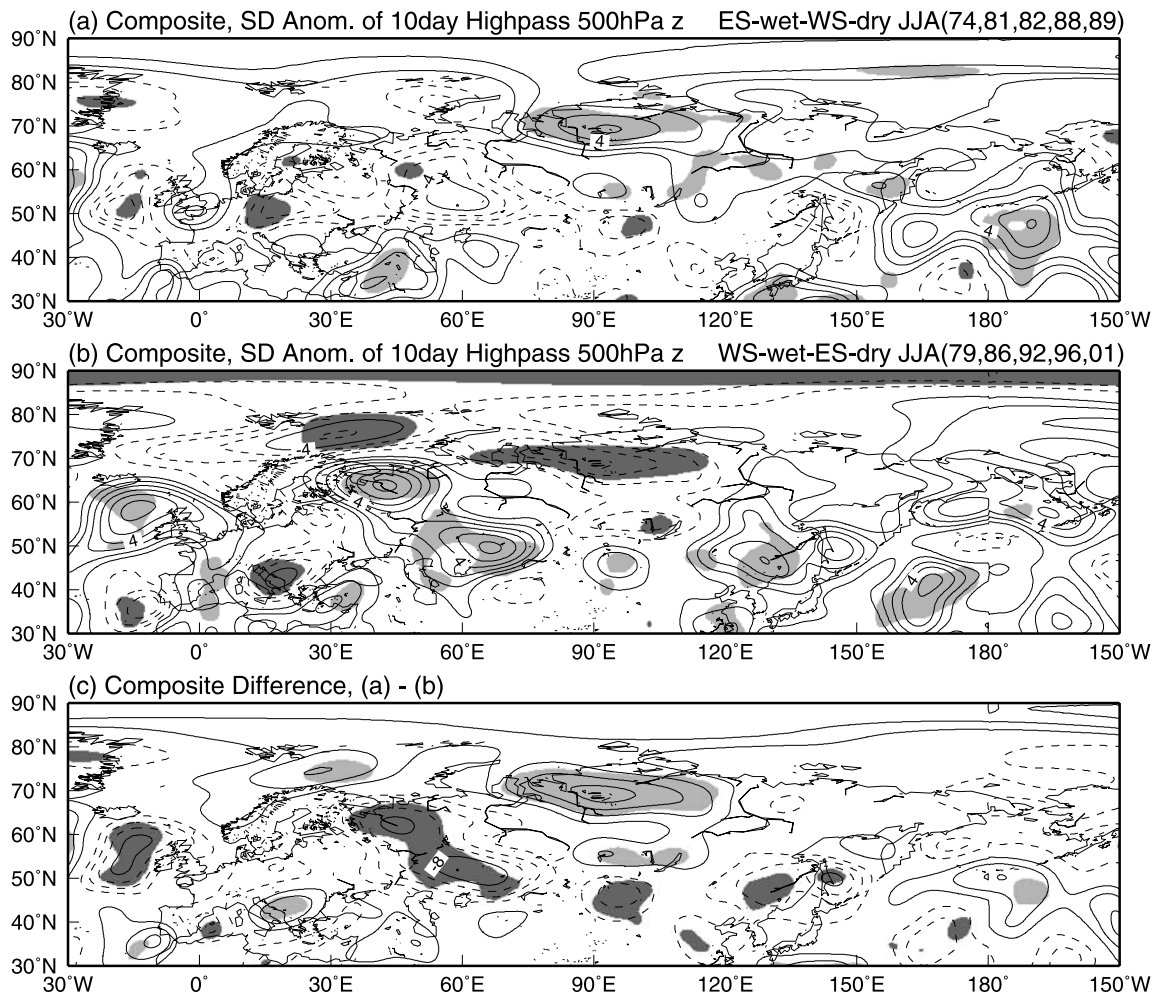 (a) Composite, SD Anom. of 10day Highpass 500hPa z ES-wet-WS-dry JJA(74,81,82,88,89)
90˚N
80˚N
70˚N
60˚N
50˚N
40˚N
30˚N
4
4
30˚W 0˚ 30˚E 60˚E 90˚E 120˚E 150˚E 180˚ 150˚W
(b) Composite, SD Anom. of 10day Highpass 500hPa z WS-wet-ES-dry JJA(79,86,92,96,01)
90˚N
80˚N
70˚N
60˚N
50˚N
40˚N
30˚N
4
4
4
4
4
4
30˚W 0˚ 30˚E 60˚E 90˚E 120˚E 150˚E 180˚ 150˚W
(c) Composite Difference, (a) - (b)
90˚N
80˚N
70˚N
60˚N
50˚N
40˚N
30˚N
-8
4
30˚W 0˚ 30˚E 60˚E 90˚E 120˚E 150˚E 180˚ 150˚W